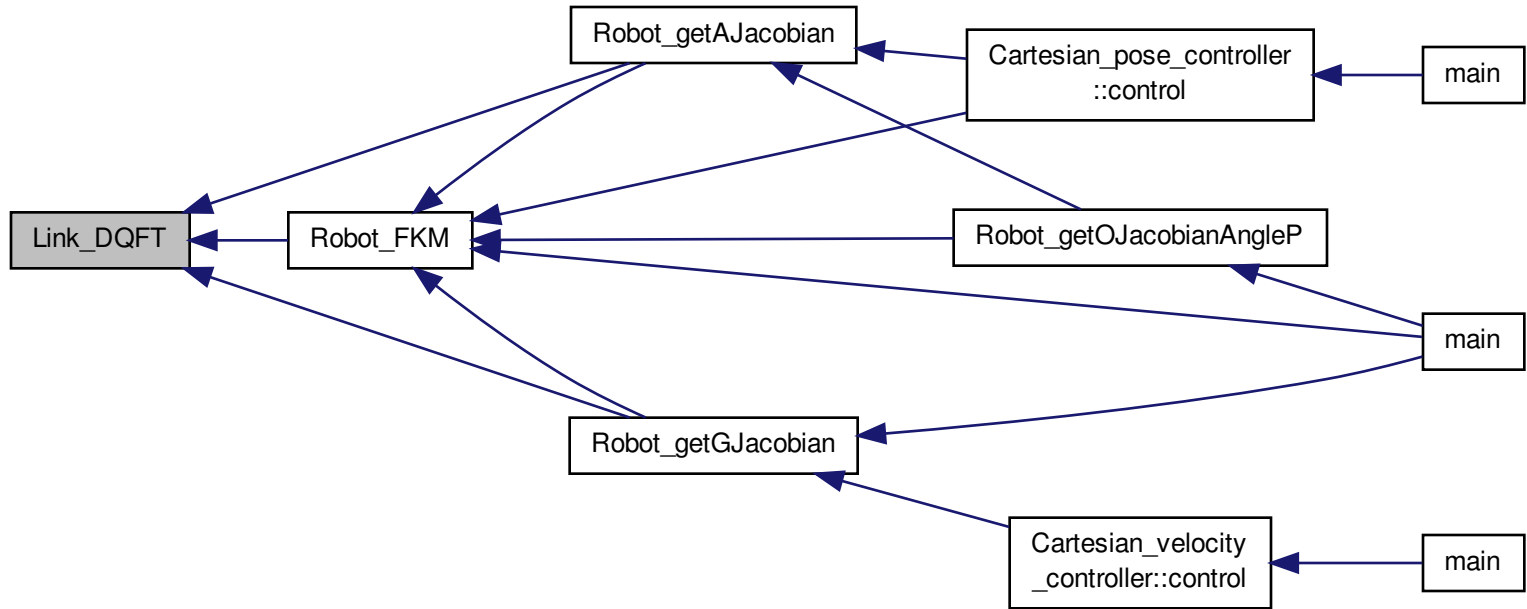 Robot_getAJacobian
Cartesian_pose_controller
::control
main
Link_DQFT
Robot_FKM
Robot_getOJacobianAngleP
main
Robot_getGJacobian
Cartesian_velocity
_controller::control
main